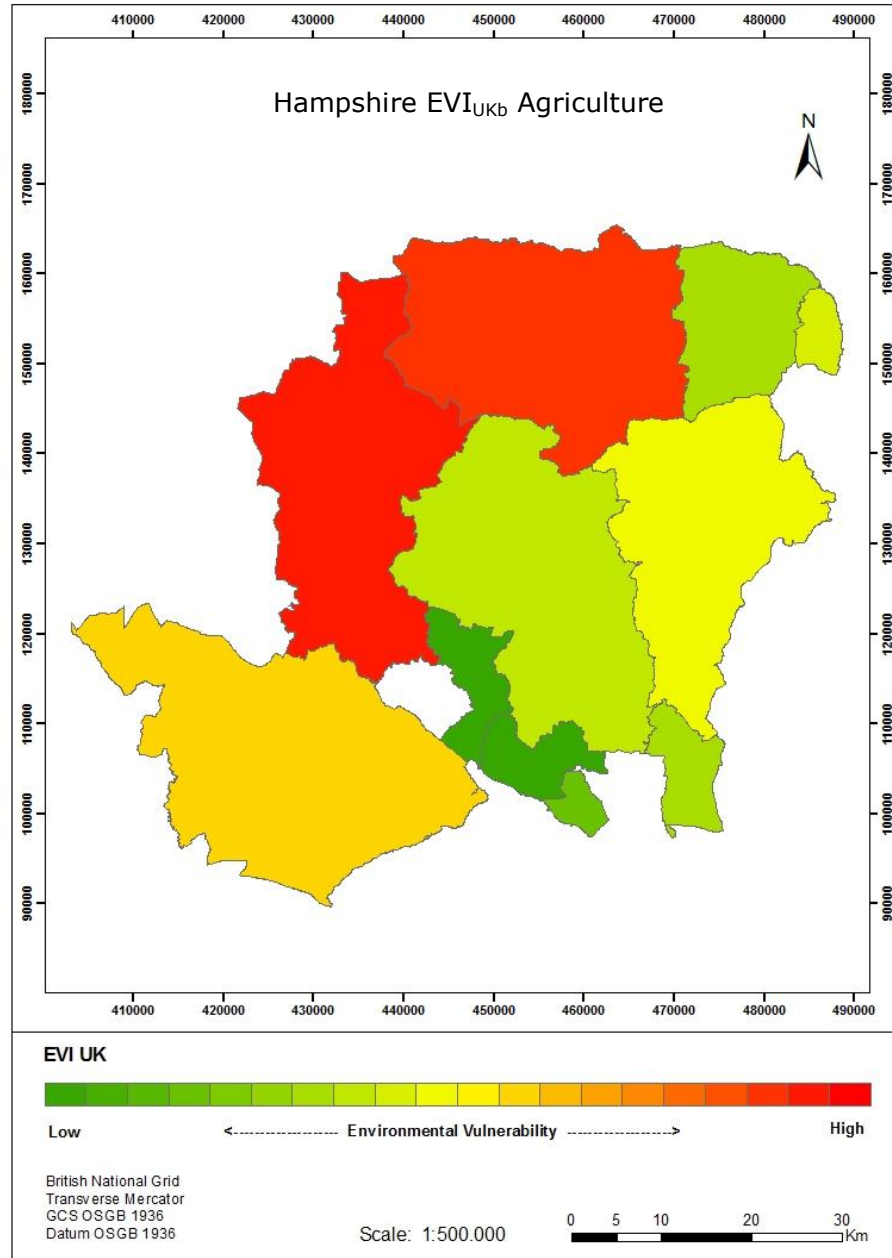 410000 420000 430000 440000 450000 460000 470000 480000 490000
Hampshire EVIUKb Agriculture
N
180000 180000
170000 170000
160000 160000
150000 150000
140000 140000
130000 130000
120000 120000
110000 110000
100000 100000
90000 90000
410000 420000 430000 440000 450000 460000 470000 480000 490000
EVI UK
Low <------------------- Environmental Vulnerability -------------------> High
British National Grid
Transverse Mercator
GCS OSGB 1936
Datum OSGB 1936
Scale: 1:500.000
0 5 10 20 30
Km